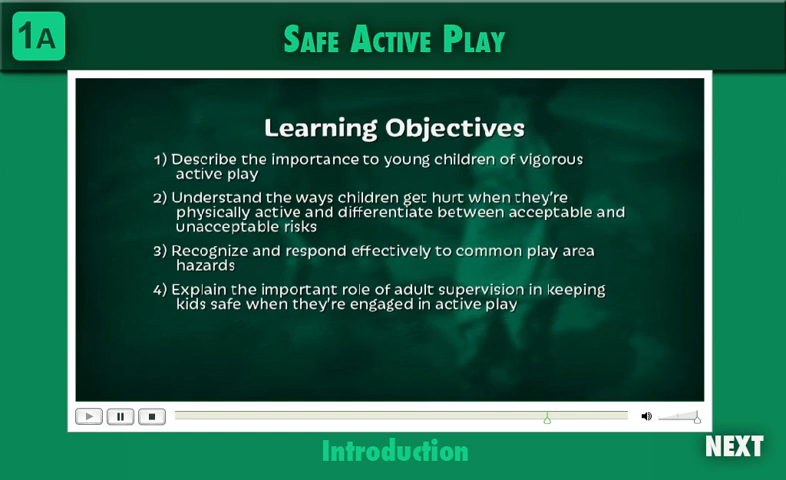 1A
SAFE ACTIVE PLAY
Learning Objectives
1) Describe the importance to young children of vigorous
active play
2) Understand the ways children get hurt when they're
physically active and differentiate between acceptable and
unacceptable risks
3) Recognize and respond effectively to common play area
hazards
4) Explain the important role of adult supervision in keeping
kids safe when they're engaged in active play
Introduction
NEXT